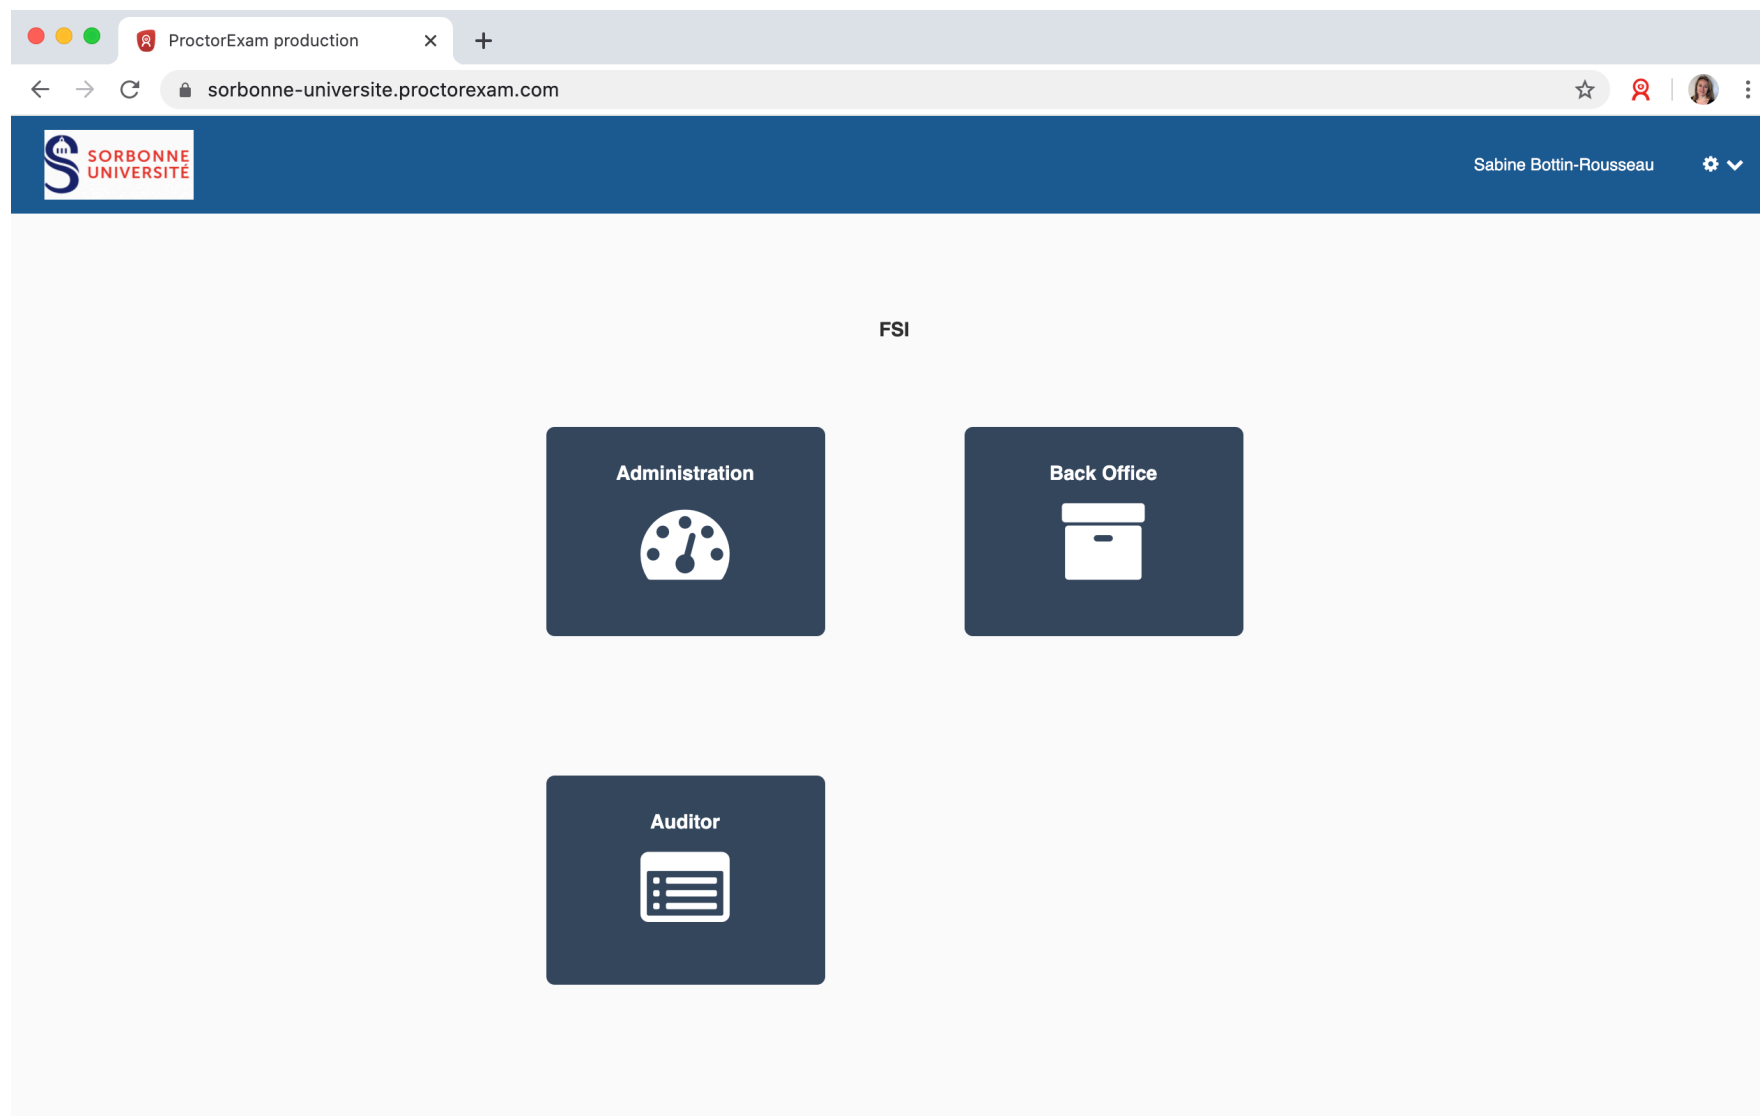 ProctorExam production
sorbonne-universite.proctorexam.com
SORBONNE
UNIVERSITÉ
Sabine Bottin-Rousseau
FSI
Administration
Back Office
Auditor